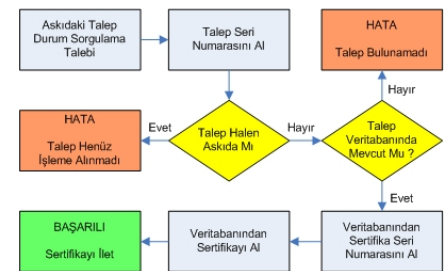 Askıdaki Talep
Durum Sorgulama
Talebi
Talep Seri
Numarasını Al
HATA
Talep Bulunamadı
Hayır
HATA
Talep Henüz
İşleme Alınmadı
Evet
Talep Halen
Askıda Mı
Hayır
Talep
Veritabanında
Mevcut Mu ?
Evet
BAŞARILI
Sertifikayı İlet
Veritabanından
Sertifikayı Al
Veritabanından
Sertifika Seri
Numarasını Al